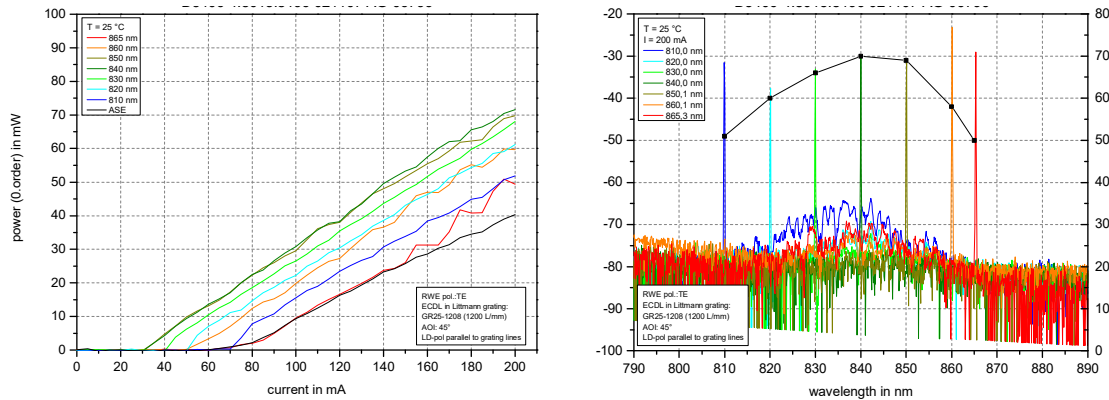 T = 25 °C
865 nm
860 nm
850 nm
840 nm
830 nm
820 nm
810 nm
ASE
100
90
80
70
60
50
40
30
20
10
0
power (0.order) in mW
RWE pol.:TE
ECDL in Littmann grating:
GR25-1208 (1200 L/mm)
AOI: 45°
LD-pol parallel to grating lines
0 20 40 60 80 100 120 140 160 180 200
current in mA
T = 25 °C
I = 200 mA
810,0 nm
820,0 nm
830,0 nm
840,0 nm
850,1 nm
860,1 nm
865,3 nm
-20
-30
-40
-50
-60
-70
-80
-90
-100
80
70
60
50
40
30
20
10
0
RWE pol.:TE
ECDL in Littmann grating:
GR25-1208 (1200 L/mm)
AOI: 45°
LD-pol parallel to grating lines
790 800 810 820 830 840 850 860 870 880 890
wavelength in nm